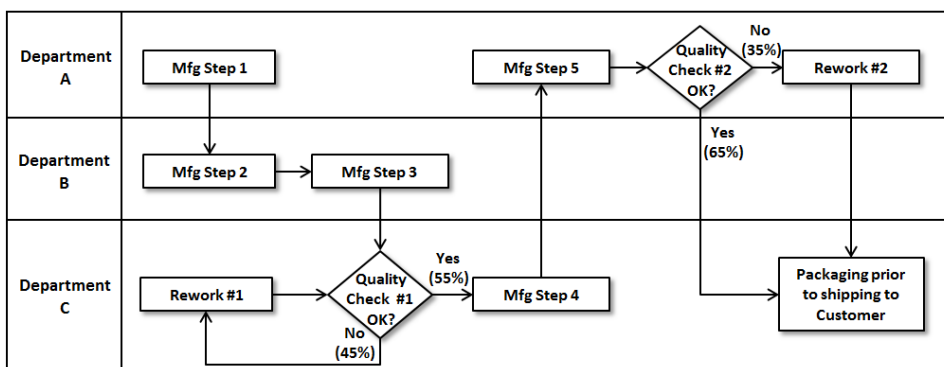 Department
A
Mfg Step 1
Mfg Step 5
Quality
Check #2
OK?
No
(35%)
Rework #2
Yes
(65%)
Department
B
Mfg Step 2
Mfg Step 3
Department
C
Rework #1
Quality
Check #1
OK?
Yes
(55%)
No
(45%)
Mfg Step 4
Packaging prior
to shipping to
Customer